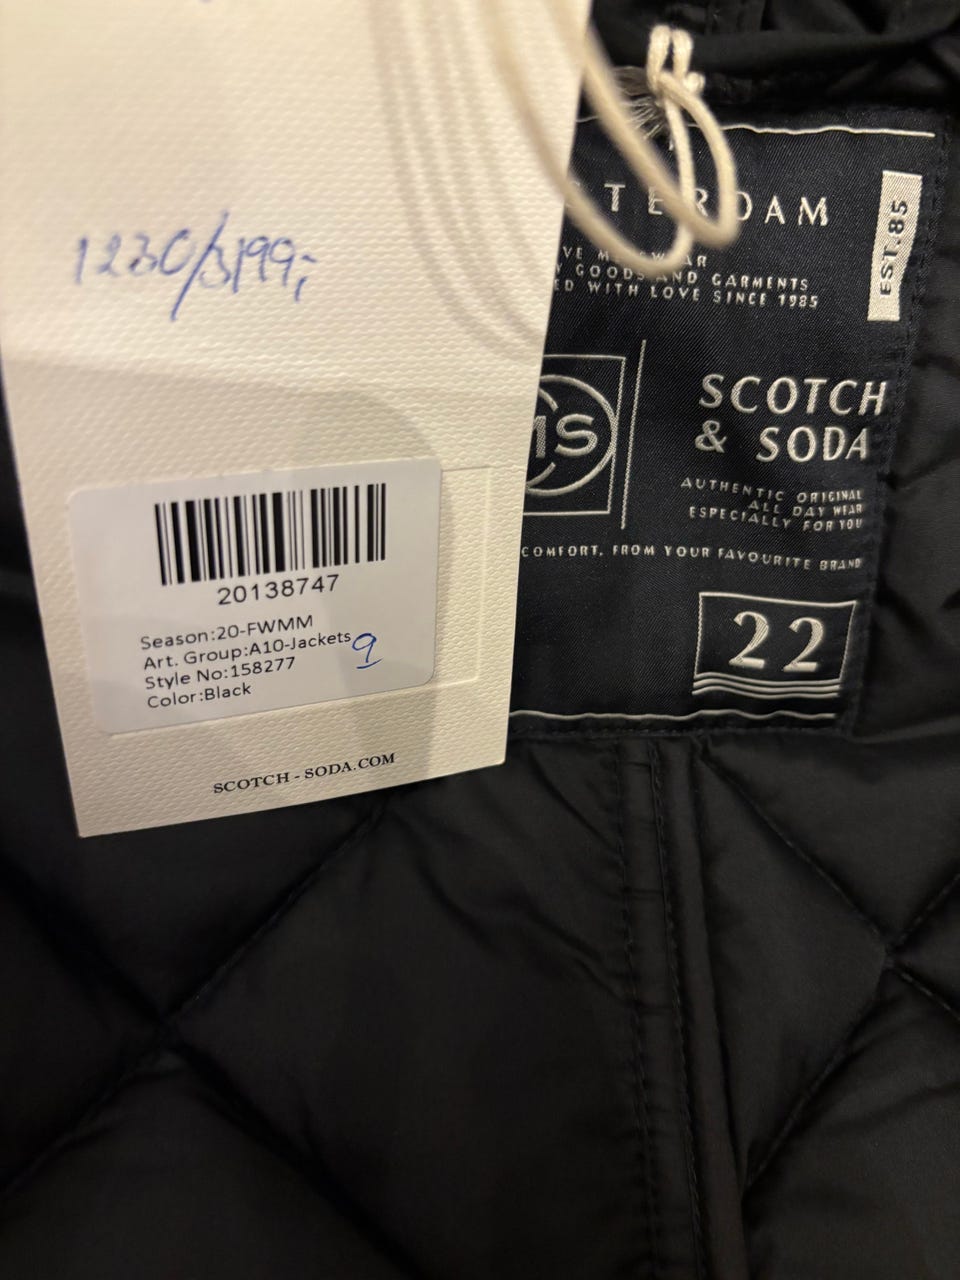 1230/3199,-
20138747
Season:20-FWMM
Art. Group:A10-Jackets
9
Style No:158277
Color:Black
SCOTCH-SODA.COM
EST.85
WEAR
GOODS AND GARMENTS
WITH LOVE SINCE 1985
MS
SCOTCH
& SODA
AUTHENTIC ORIGINAL
ALL DAY WEAR
ESPECIALLY FOR YOU
COMFORT, FROM YOUR FAVOURITE BRAND
22